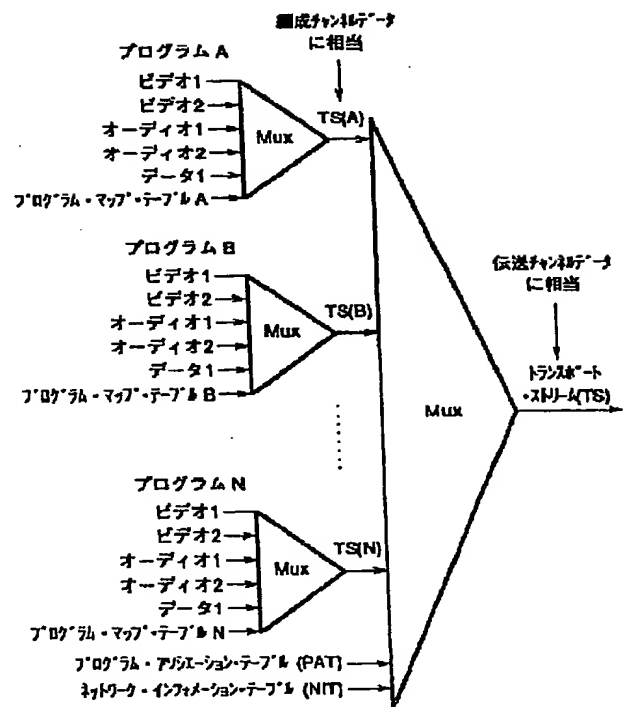 編成チャンネルデータ
に相当
プログラム A
ビデオ1
ビデオ2
オーディオ1
オーディオ2
データ1
プログラム・マップ・テーブル A
Mux
TS(A)
プログラム B
ビデオ1
ビデオ2
オーディオ1
オーディオ2
データ1
プログラム・マップ・テーブル B
Mux
TS(B)
プログラム N
ビデオ1
ビデオ2
オーディオ1
オーディオ2
データ1
プログラム・マップ・テーブル N
Mux
TS(N)
プログラム・アソシエーション・テーブル (PAT)
ネットワーク・インフォメーション・テーブル (NIT)
Mux
伝送チャンネルデータ
に相当
トランスポート
・ストリーム(TS)